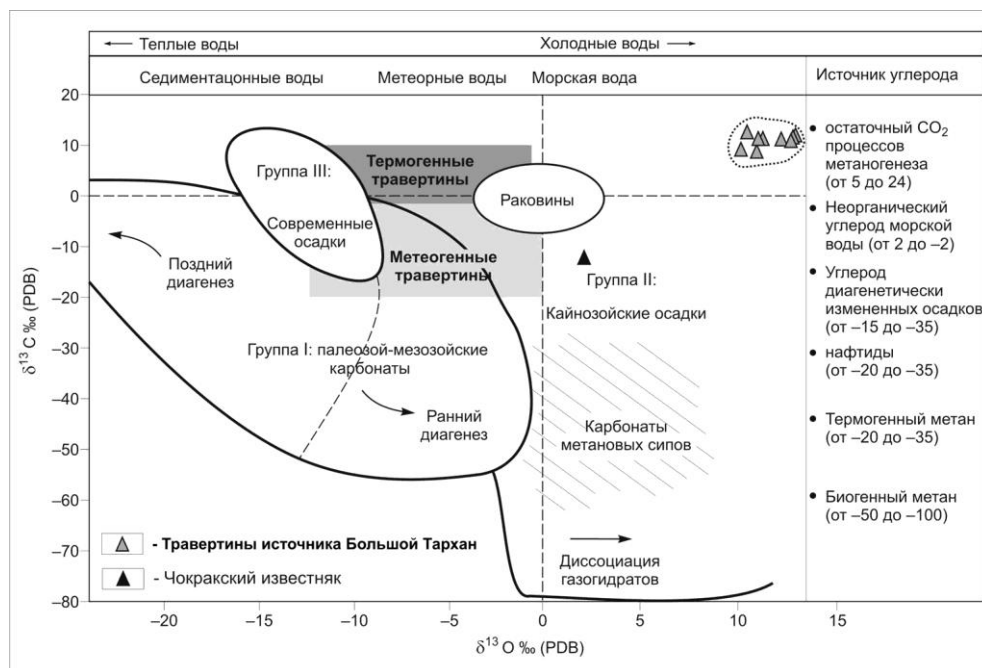 ← Теплые воды
Холодные воды →
Седиментацонные воды
Метеорные воды
Морская вода
Источник углерода
20
10
0
–10
–20
–30
–40
–50
–60
–70
–80
δ¹³ C ‰ (PDB)
Группа III:
Современные
осадки
Термогенные
травертины
Раковины
Метеогенные
травертины
Поздний
диагенез
Группа II:
Кайнозойские осадки
Группа I: палеозой-мезозойские
карбонаты
Ранний
диагенез
Карбонаты
метановых сипов
Диссоциация
газогидратов
- Травертины источника Большой Тархан
- Чокракский известняк
• остаточный CO₂
процессов
метаногенеза
(от 5 до 24)
• Неорганический
углерод морской
воды (от 2 до –2)
• Углерод
диагенетически
измененных осадков
(от –15 до –35)
• нафтиды
(от –20 до –35)
• Термогенный метан
(от –20 до –35)
• Биогенный метан
(от –50 до –100)
–20
–15
–10
–5
0
5
10
15
20
δ¹³ O ‰ (PDB)